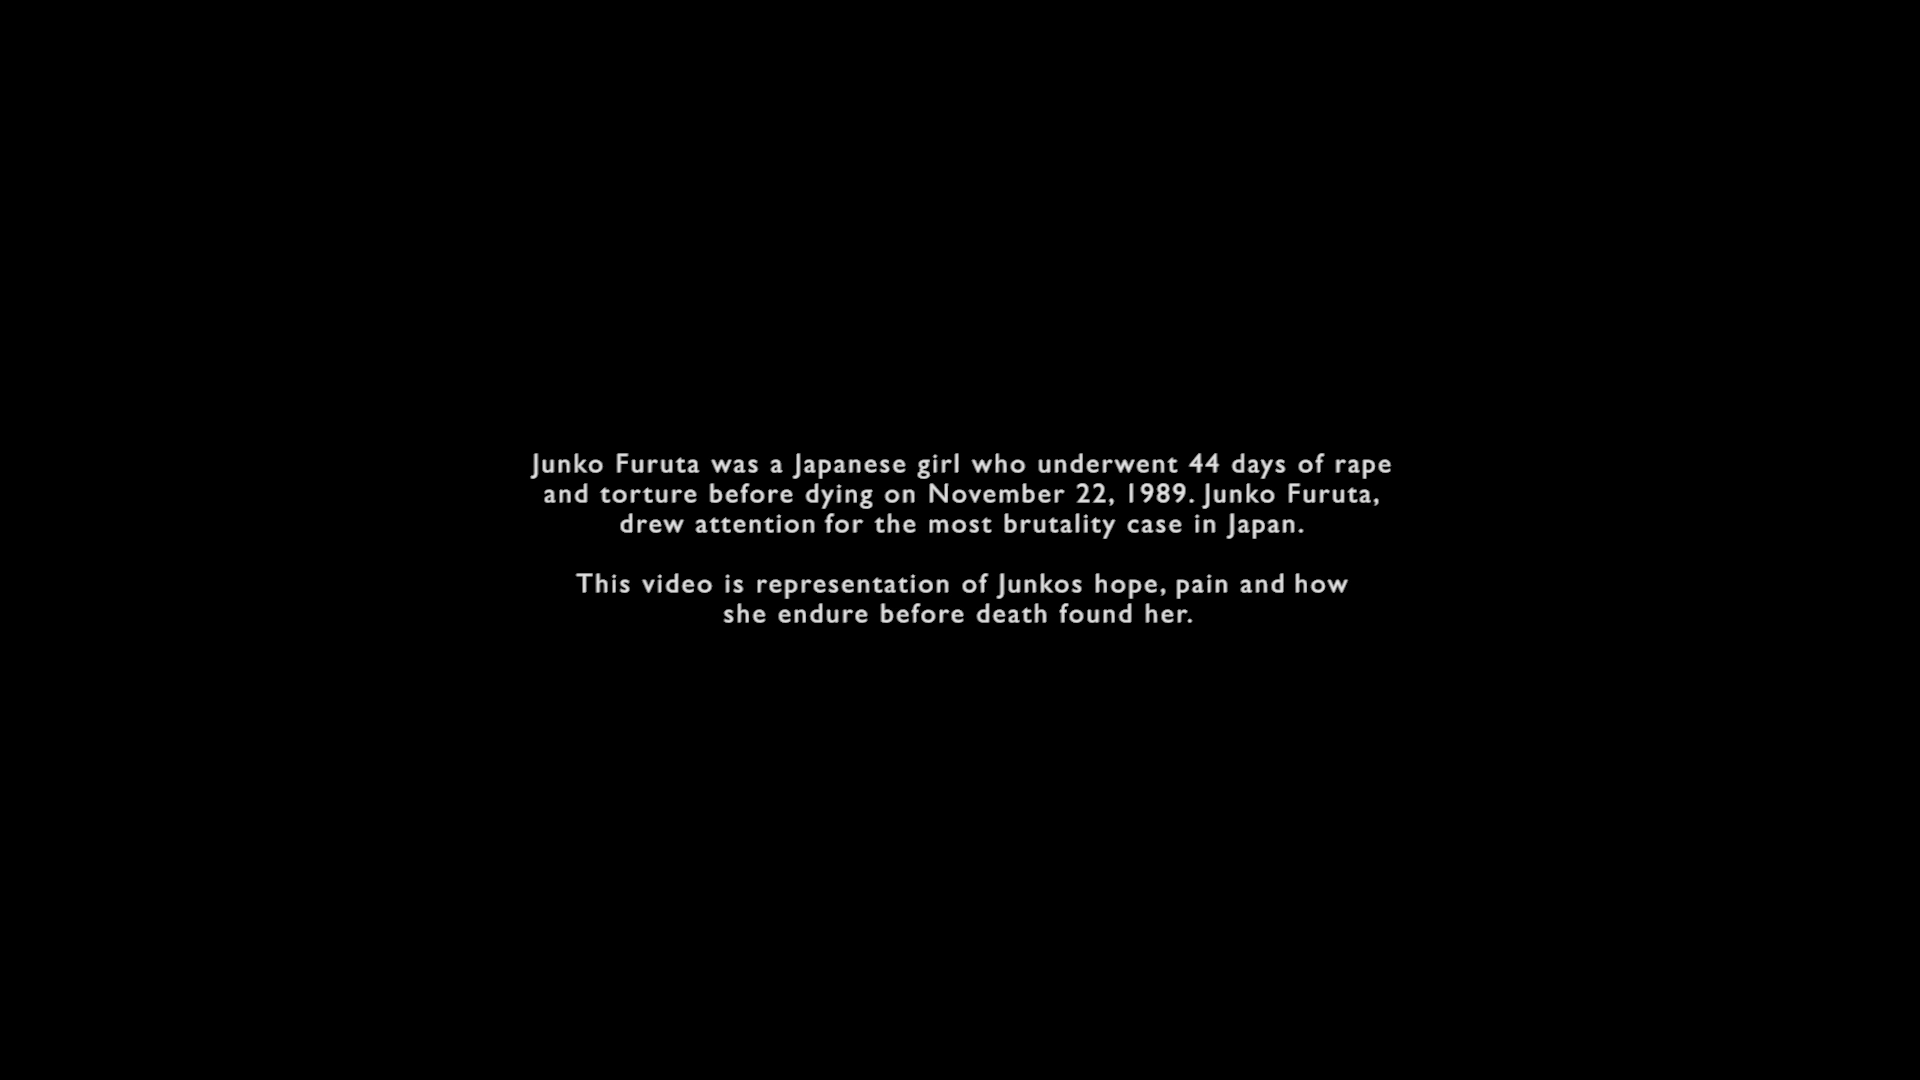 Junko Furuta was a Japanese girl who underwent 44 days of rape
and torture before dying on November 22, 1989. Junko Furuta,
drew attention for the most brutality case in Japan.
This video is representation of Junkos hope, pain and how
she endure before death found her.